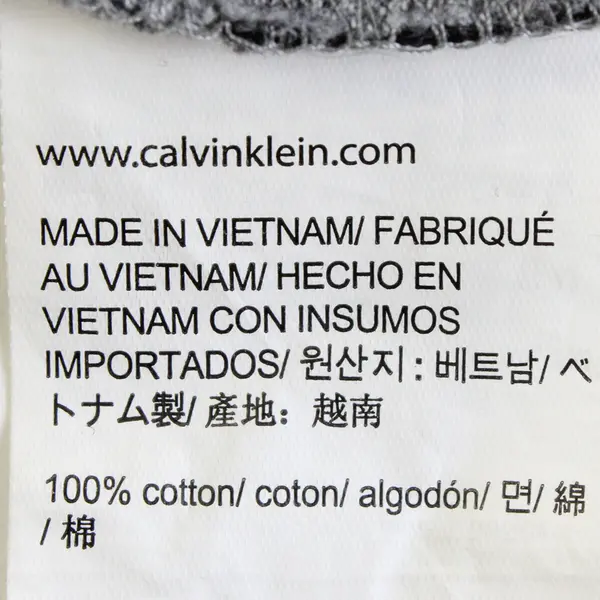 www.calvinklein.com
MADE IN VIETNAM/ FABRIQUÉ
AU VIETNAM/ HECHO EN
VIETNAM CON INSUMOS
IMPORTADOS/ 원산지 : 베트남/ ベ
トナム製/ 產地：越南
100% cotton/ coton/ algodón/ 면/ 綿
/ 棉